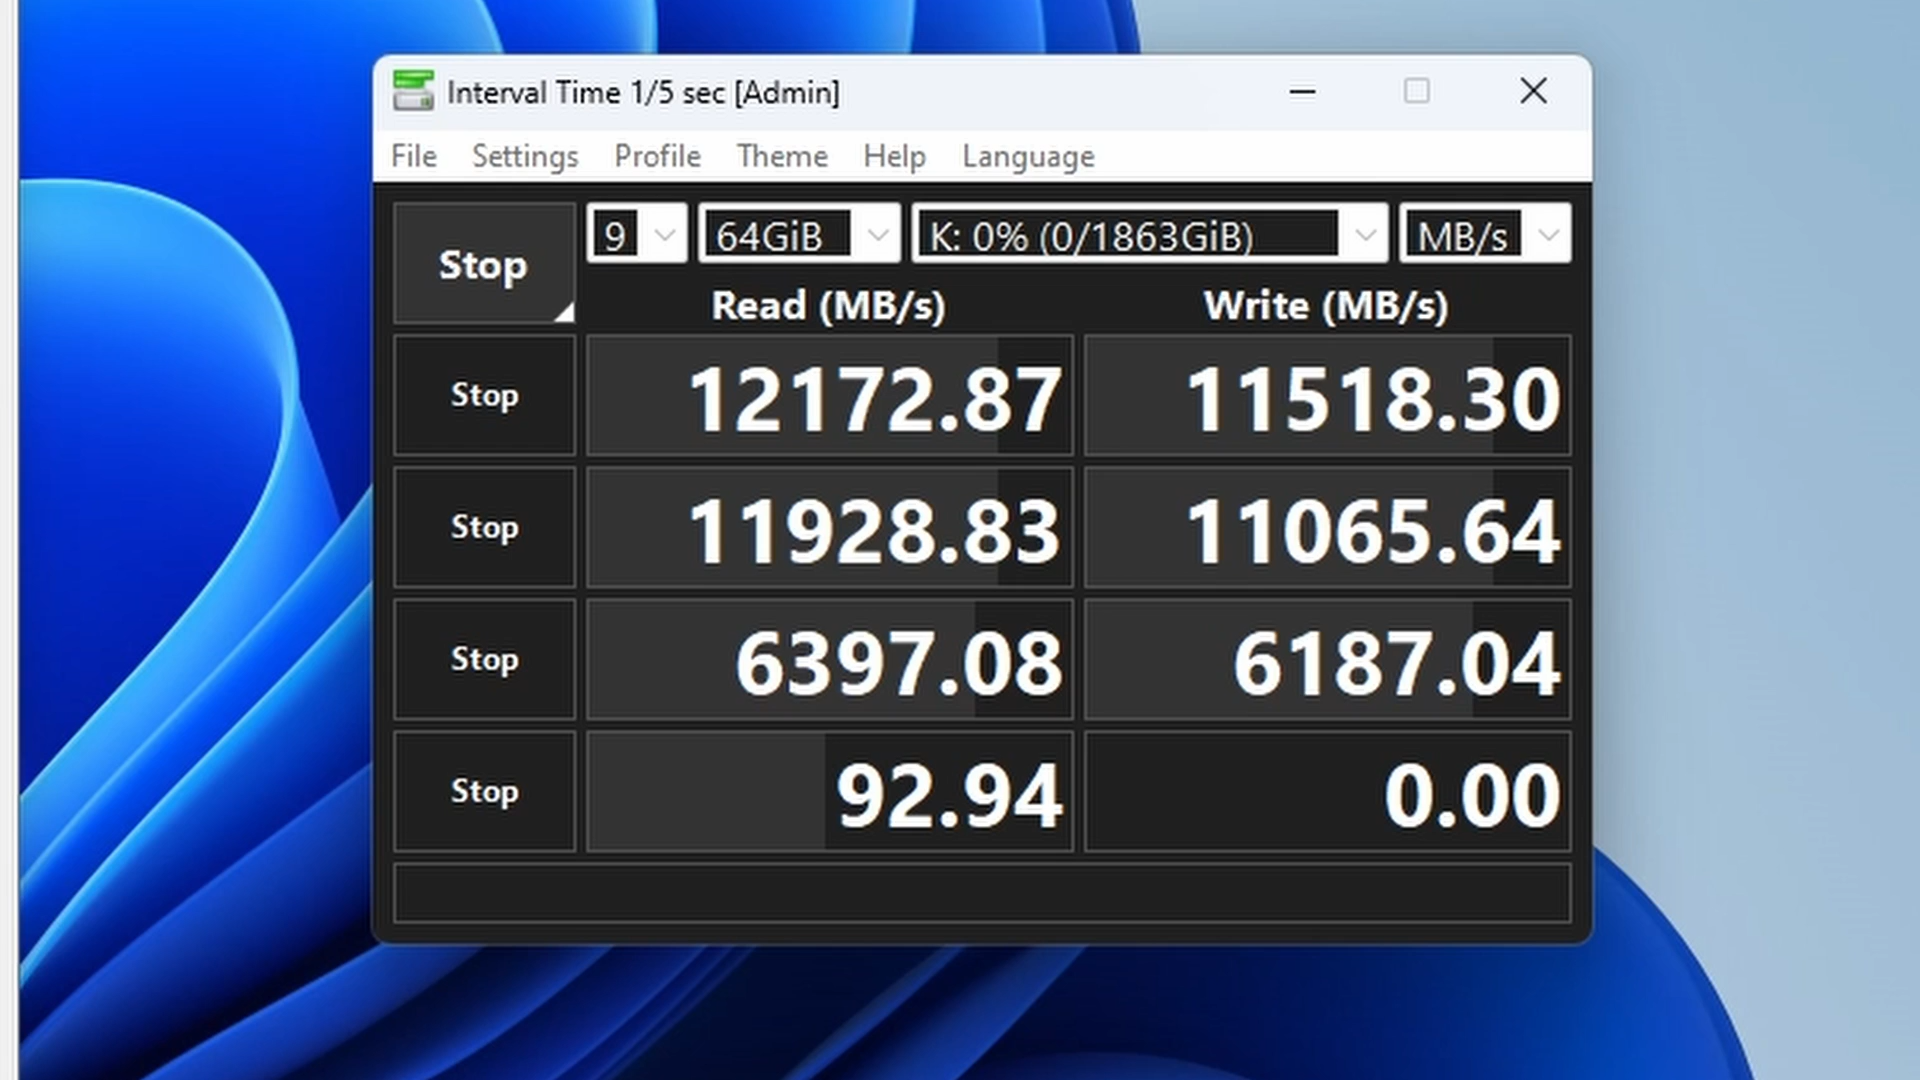 Interval Time 1/5 sec [Admin]
File Settings Profile Theme Help Language
Stop 9 64GiB K: 0% (0/1863GiB) MB/s
Read (MB/s) Write (MB/s)
Stop 12172.87 11518.30
Stop 11928.83 11065.64
Stop 6397.08 6187.04
Stop 92.94 0.00